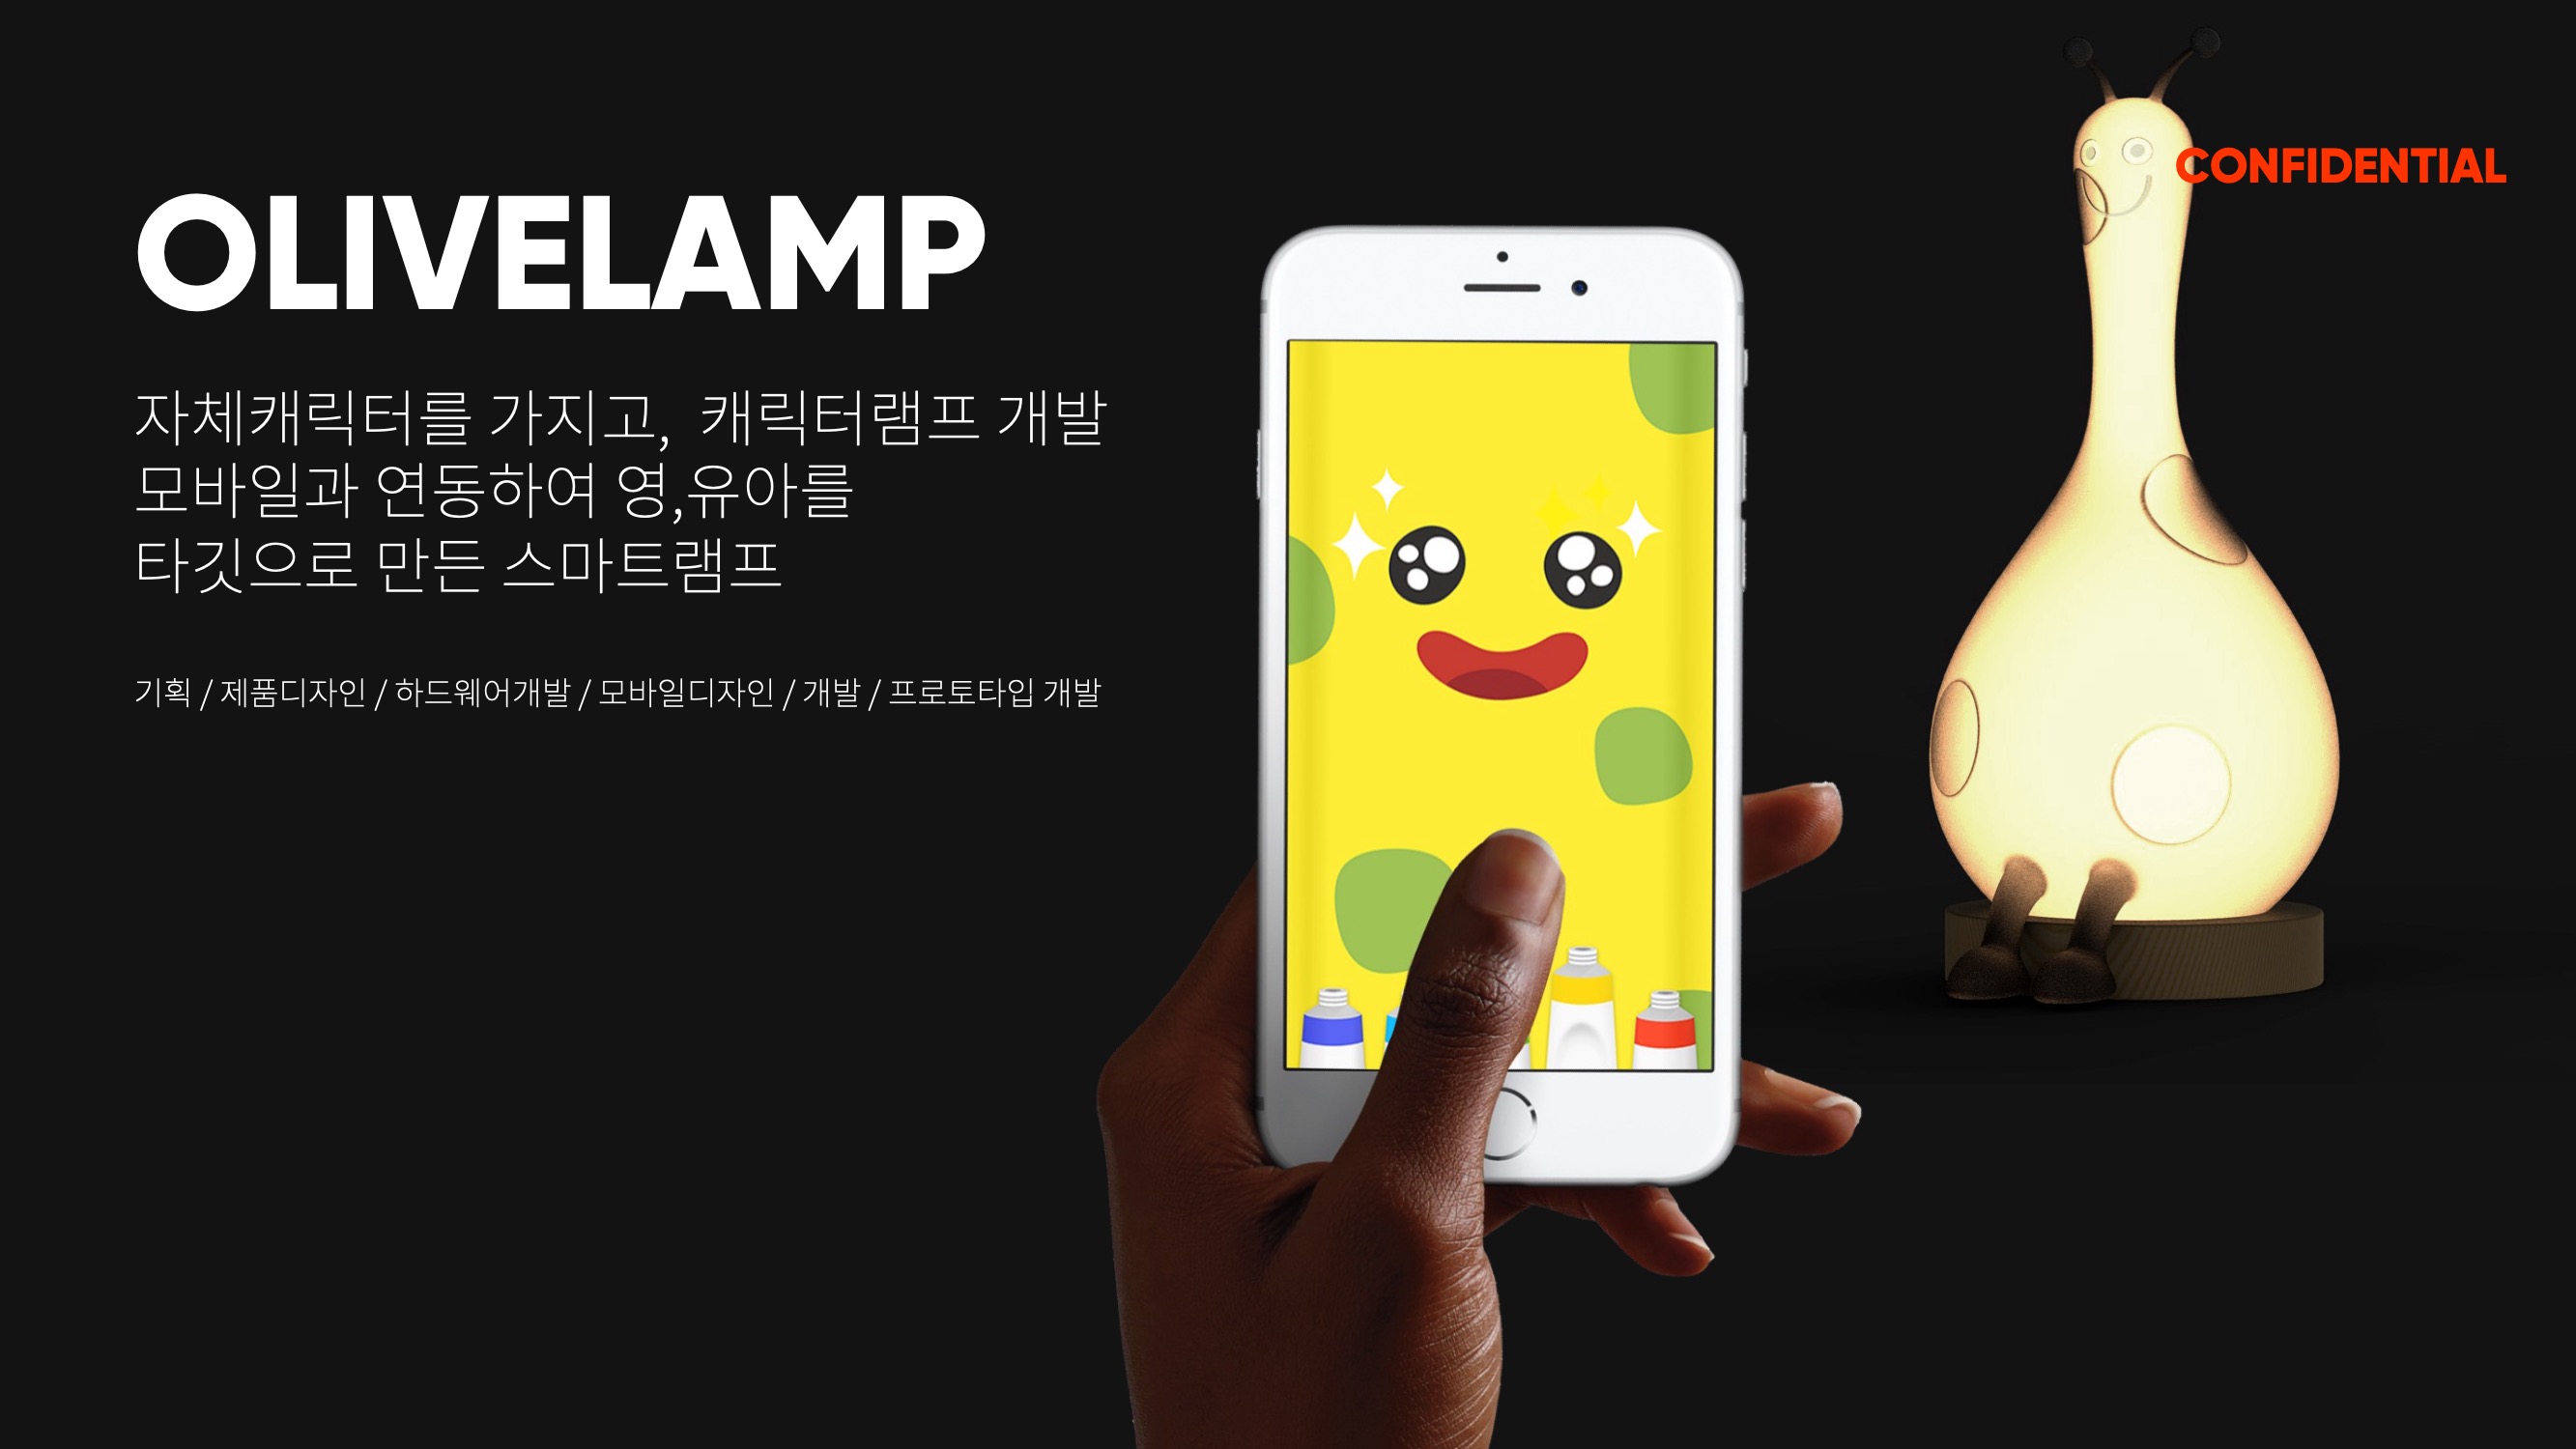 CONFIDENTIAL
OLIVELAMP
자체캐릭터를 가지고, 캐릭터램프 개발
모바일과 연동하여 영,유아를
타깃으로 만든 스마트램프
기획 / 제품디자인 / 하드웨어개발 / 모바일디자인 / 개발 / 프로토타입 개발